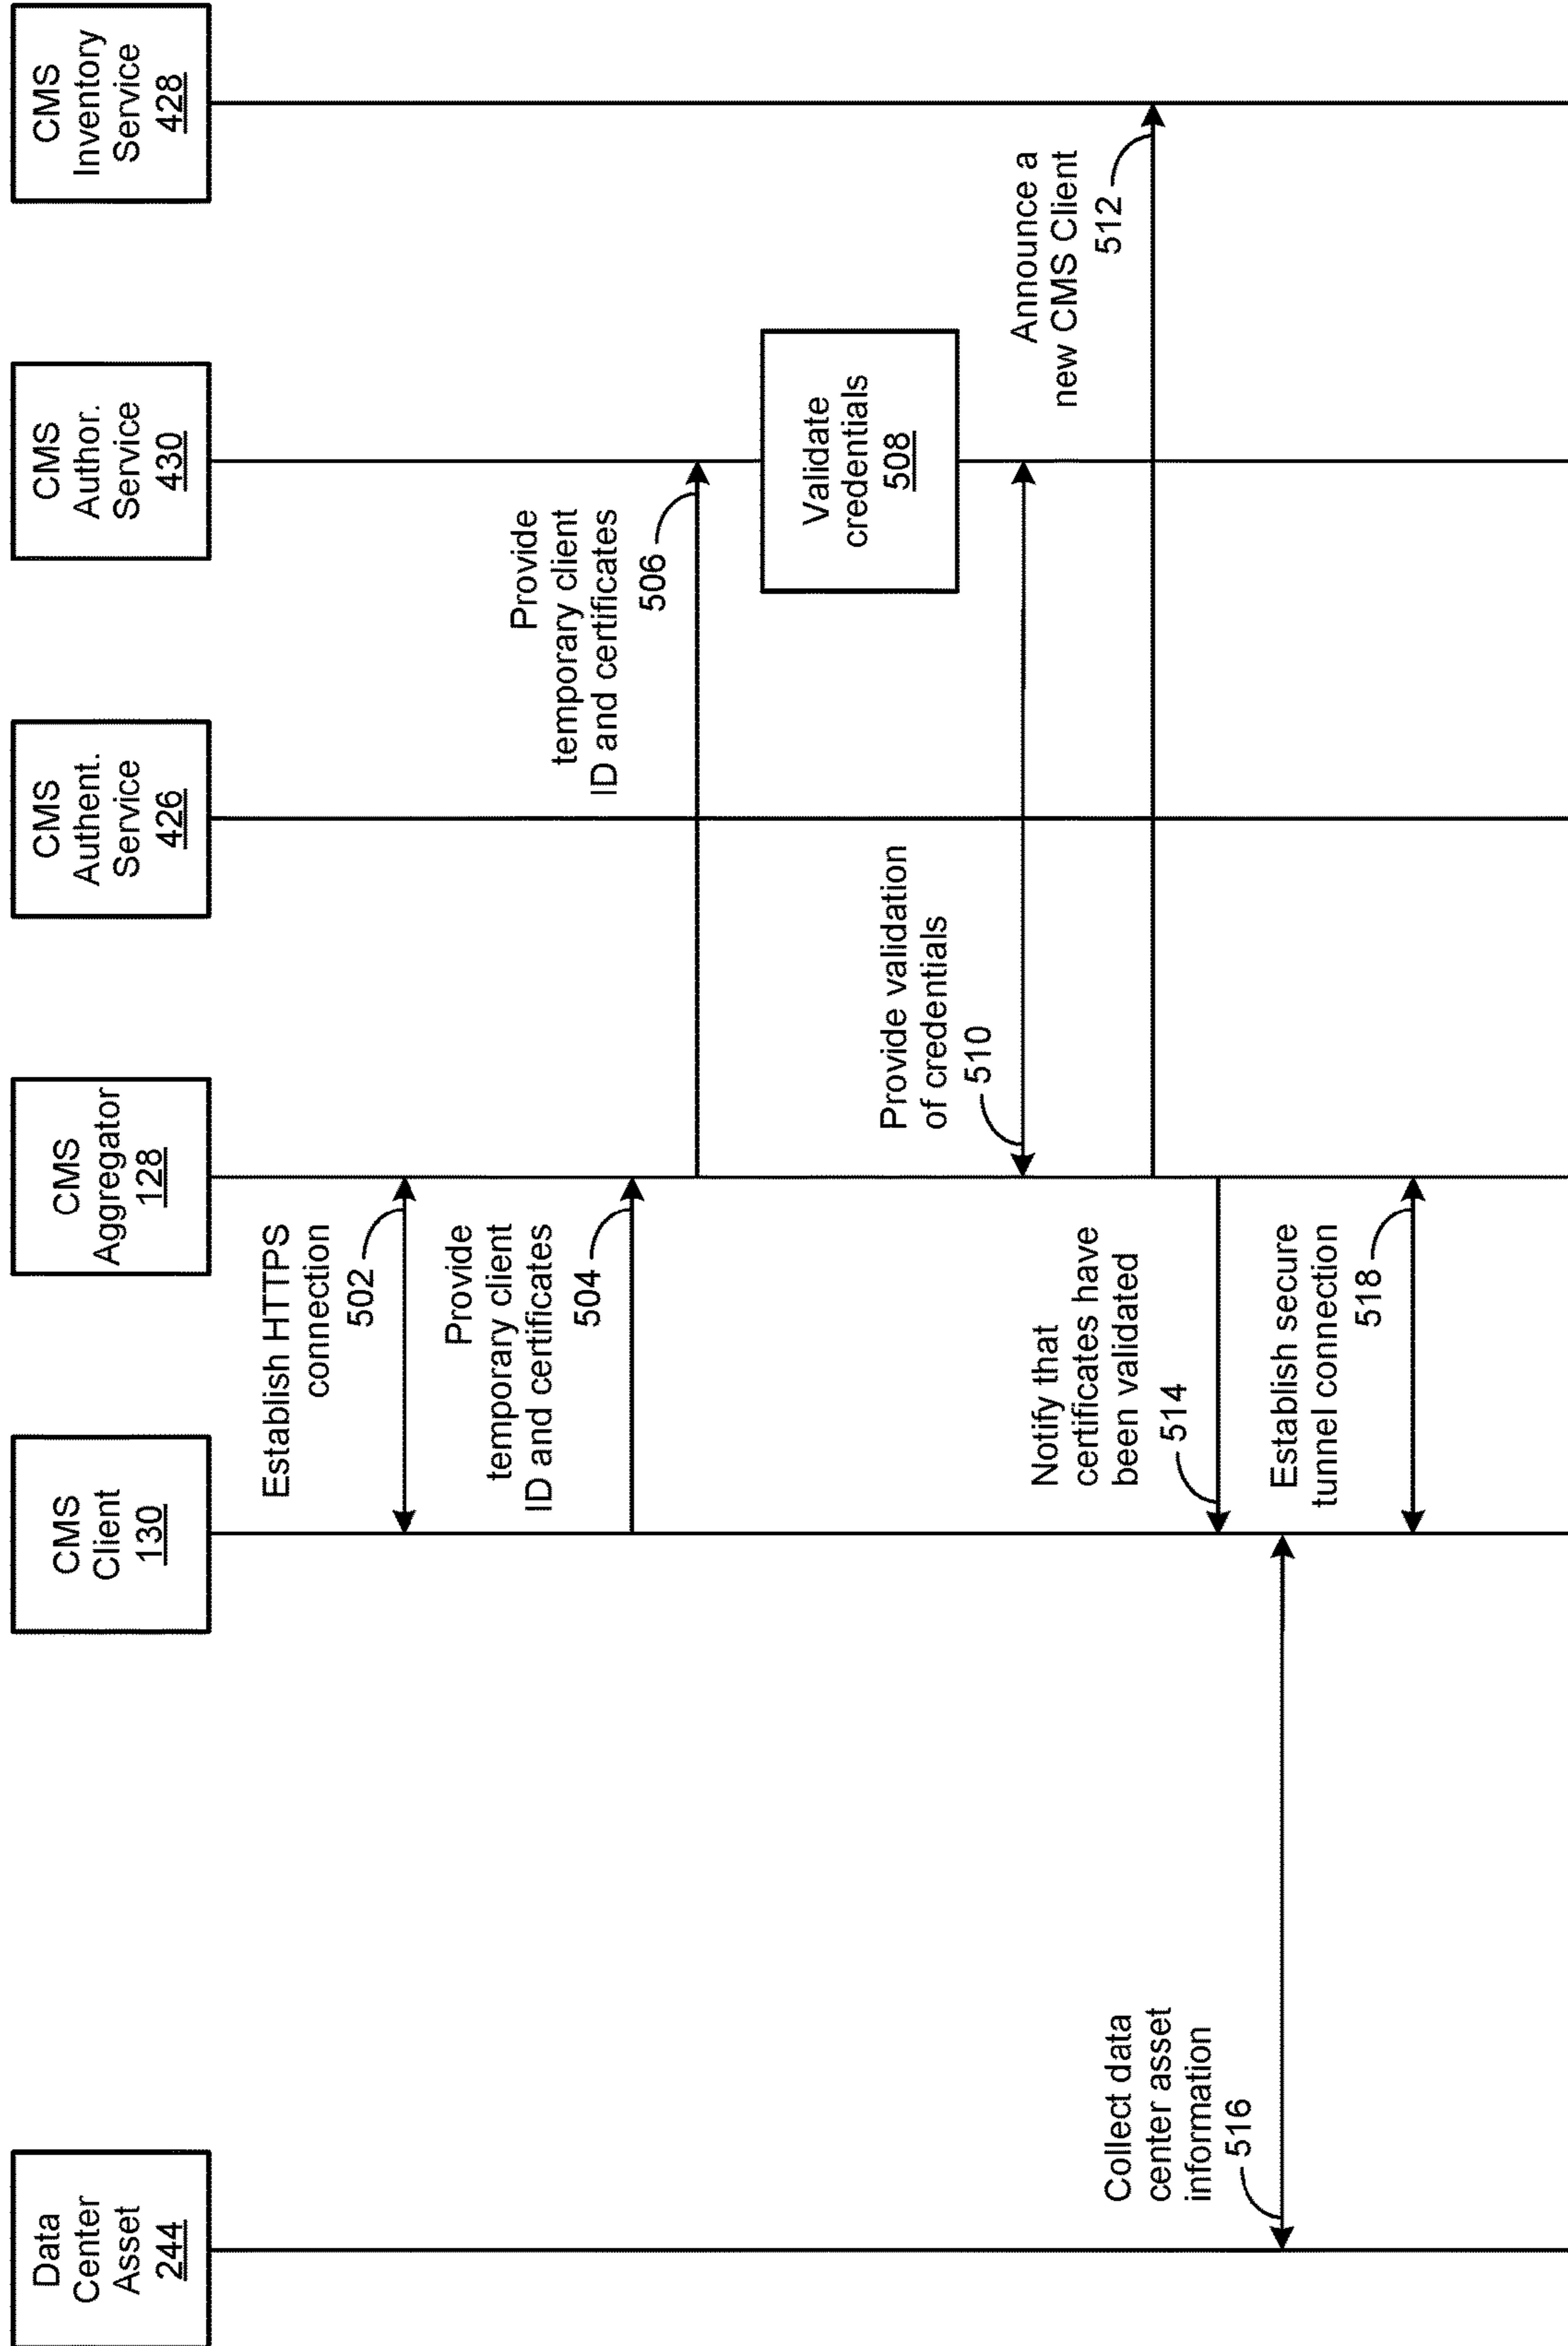 Data
Center
Asset
244
CMS
Client
130
CMS
Aggregator
128
CMS
Authent.
Service
426
CMS
Author.
Service
430
CMS
Inventory
Service
428
Establish HTTPS
connection
502
Provide
temporary client
ID and certificates
504
Provide
temporary client
ID and certificates
506
Validate
credentials
508
Provide validation
of credentials
510
Announce a
new CMS Client
512
Notify that
certificates have
been validated
514
Collect data
center asset
information
516
Establish secure
tunnel connection
518